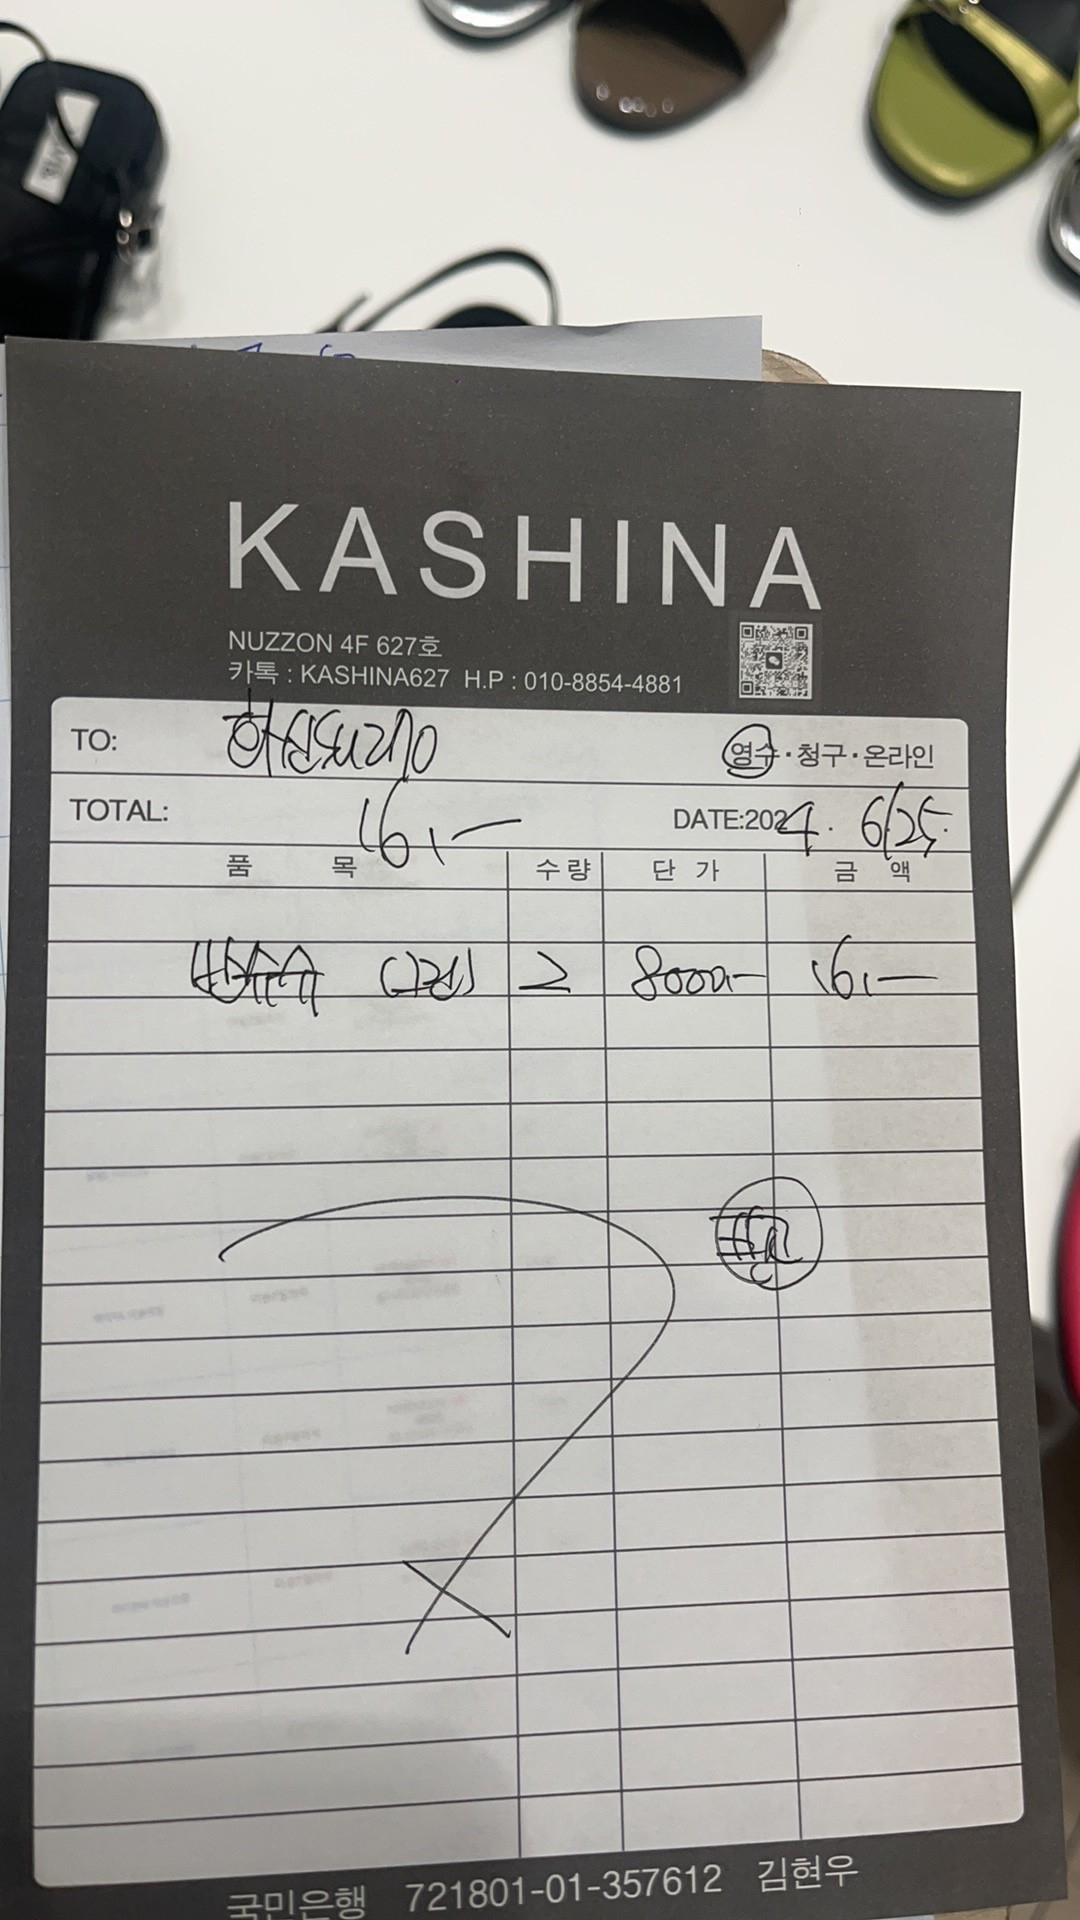 KASHINA
NUZZON 4F 627호
카톡 : KASHINA627 H.P : 010-8854-4881
TO:
영수 · 청구 · 온라인
TOTAL: 16,-
DATE:2024. 6/25.
품 목 수량 단가 금액
2 8000.- 16,-
국민은행 721801-01-357612 김현우